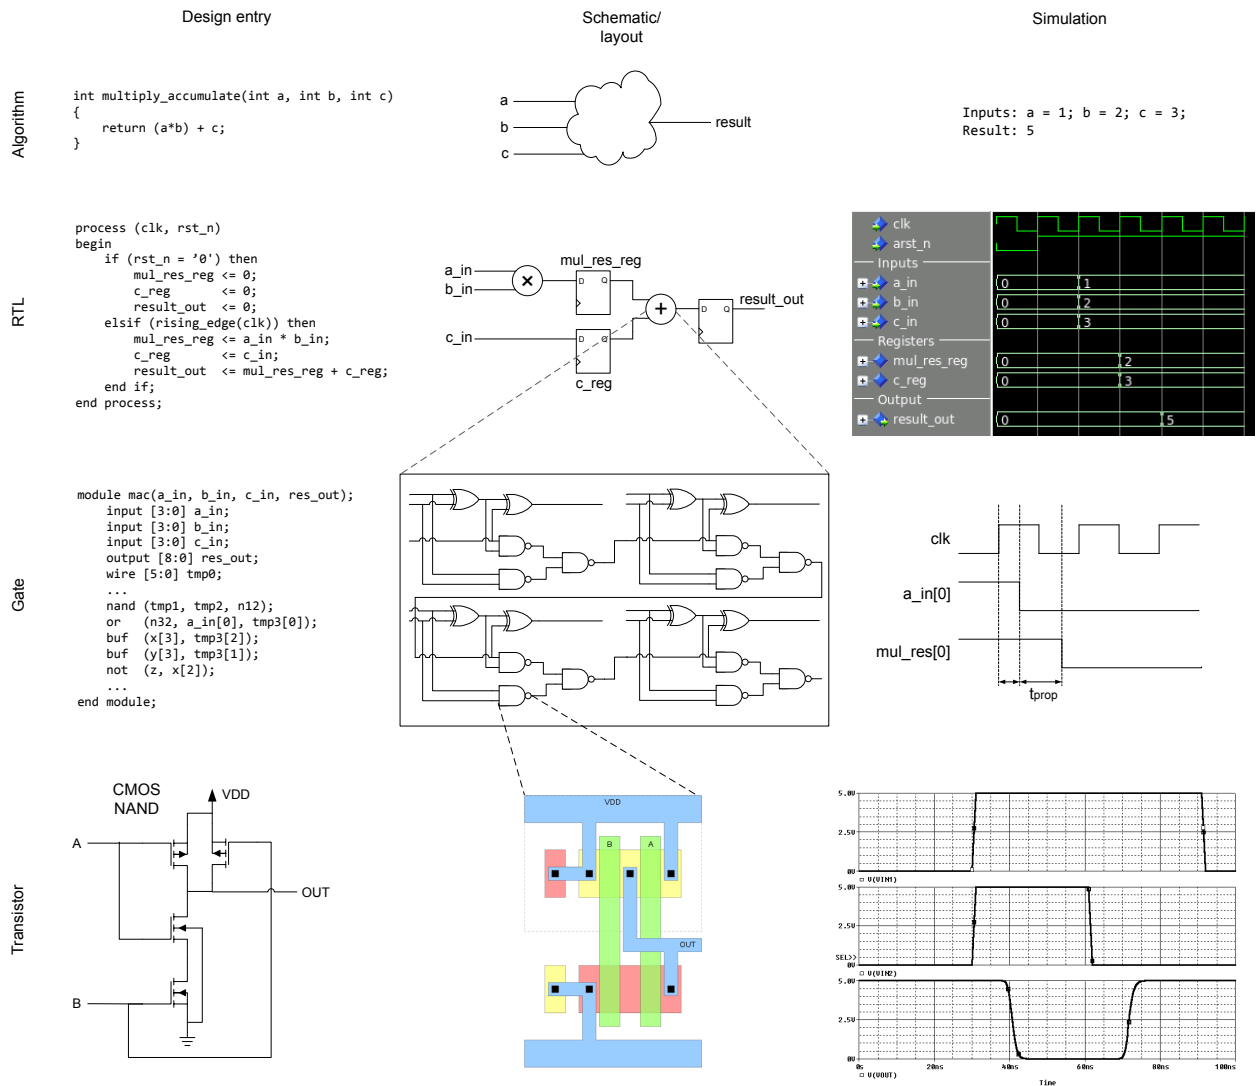 Design entry
Schematic/
layout
Simulation
Algorithm
int multiply_accumulate(int a, int b, int c)
{
    return (a*b) + c;
}
a
b
c
result
Inputs: a = 1; b = 2; c = 3;
Result: 5
RTL
process (clk, rst_n)
begin
    if (rst_n = ’0') then
        mul_res_reg <= 0;
        c_reg       <= 0;
        result_out  <= 0;
    elsif (rising_edge(clk)) then
        mul_res_reg <= a_in * b_in;
        c_reg       <= c_in;
        result_out  <= mul_res_reg + c_reg;
    end if;
end process;
a_in
b_in
×
mul_res_reg
D Q
+
D Q
result_out
c_in
D Q
c_reg
clk
arst_n
Inputs
a_in 0 1
b_in 0 2
c_in 0 3
Registers
mul_res_reg 0 2
c_reg 0 3
Output
result_out 0 5
Gate
module mac(a_in, b_in, c_in, res_out);
    input [3:0] a_in;
    input [3:0] b_in;
    input [3:0] c_in;
    output [8:0] res_out;
    wire [5:0] tmp0;
    ...
    nand (tmp1, tmp2, n12);
    or   (n32, a_in[0], tmp3[0]);
    buf  (x[3], tmp3[2]);
    buf  (y[3], tmp3[1]);
    not  (z, x[2]);
    ...
end module;
clk
a_in[0]
mul_res[0]
tprop
Transistor
CMOS
NAND
VDD
A
OUT
B
VDD
B
A
OUT
5.0V
2.5V
0V
V(VIN1)
5.0V
2.5V
SEL>>
0V
V(VIN2)
5.0V
2.5V
0V
0s 20ns 40ns 60ns 80ns 100ns
V(VOUT)
Time